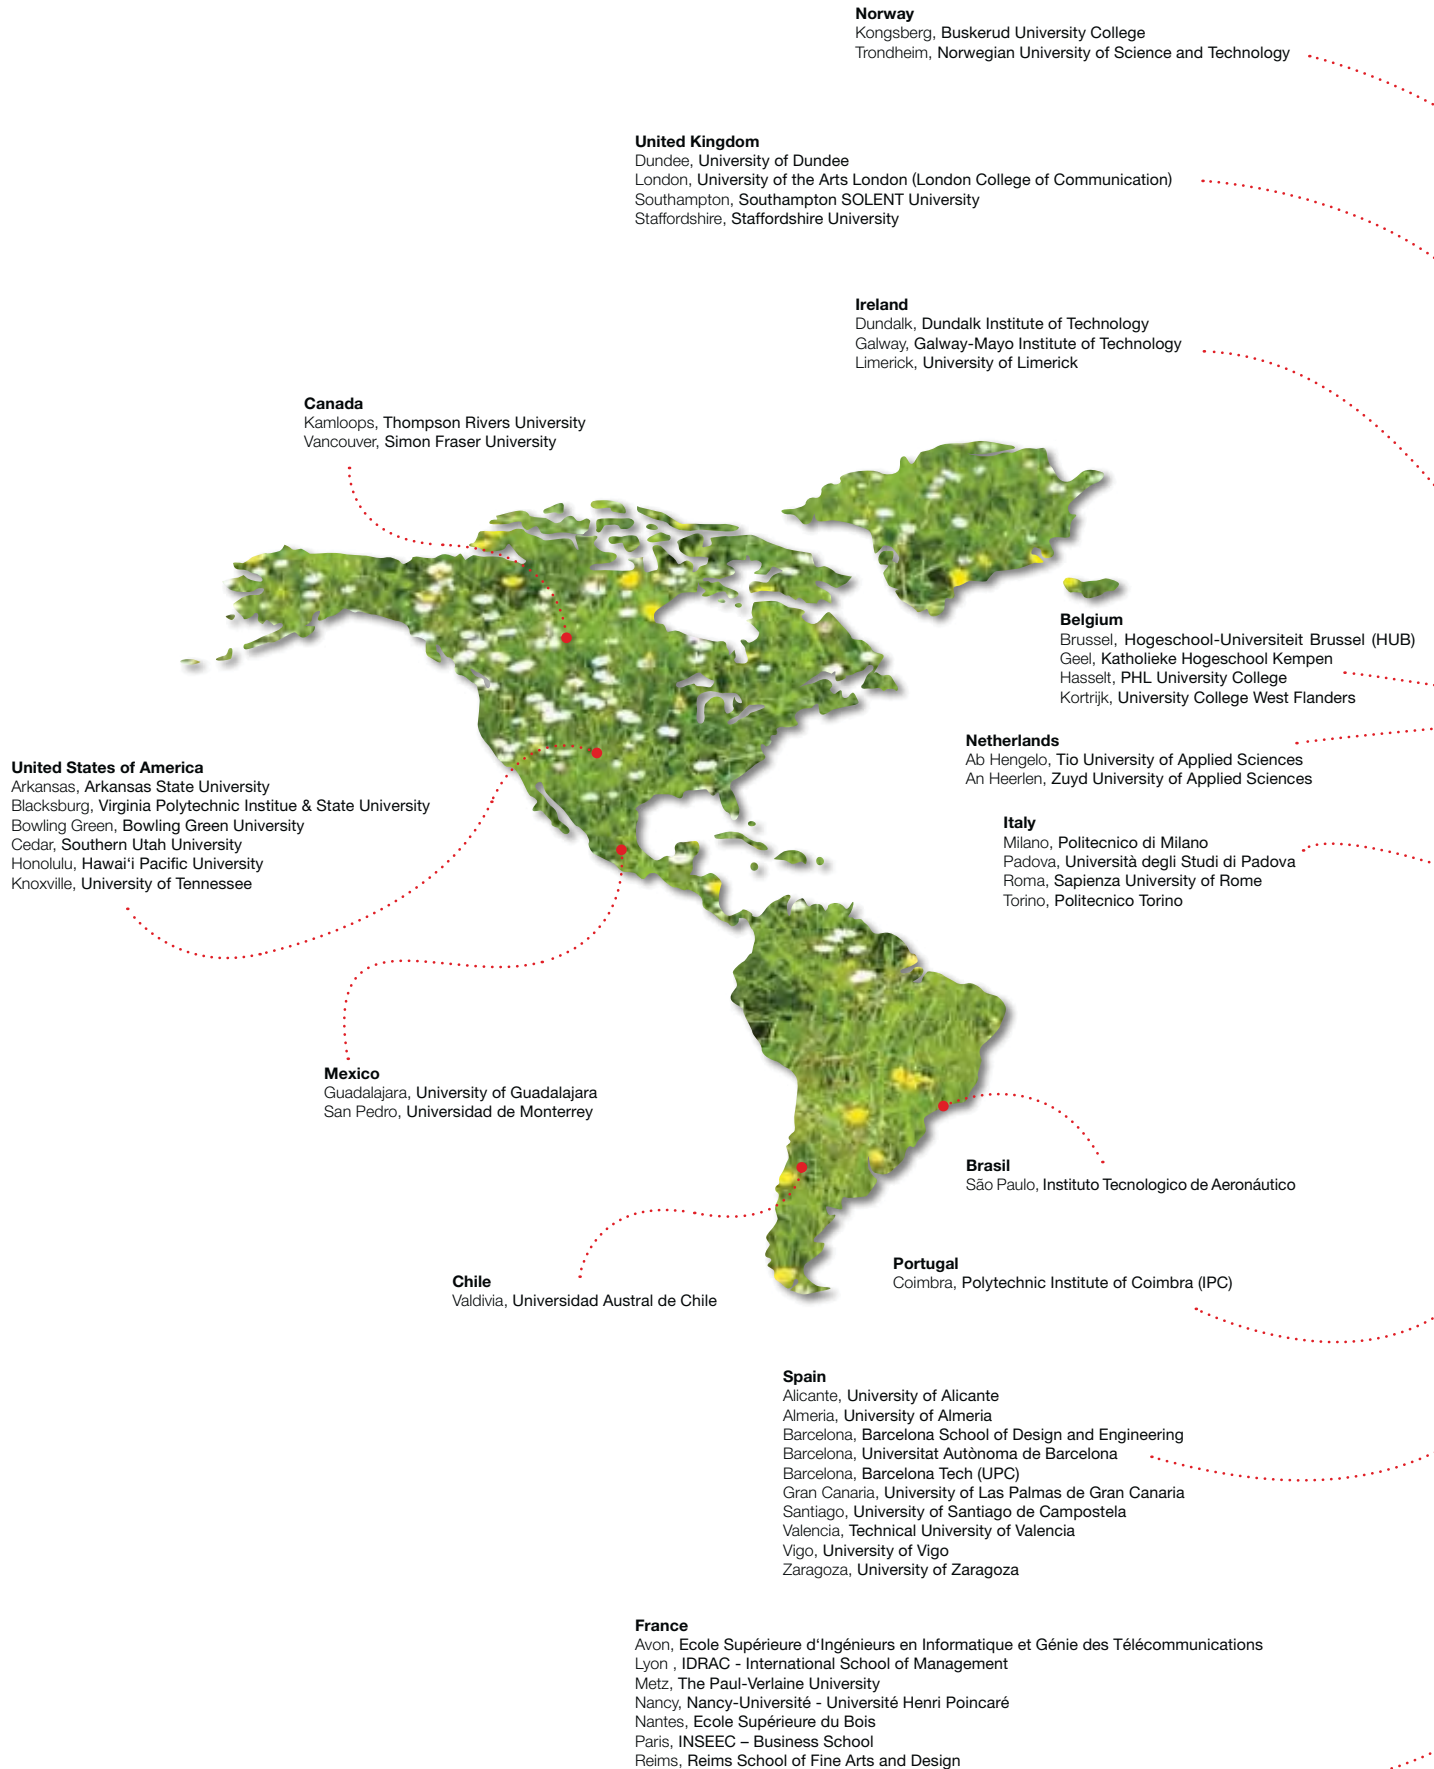 Norway
Kongsberg, Buskerud University College
Trondheim, Norwegian University of Science and Technology
United Kingdom
Dundee, University of Dundee
London, University of the Arts London (London College of Communication)
Southampton, Southampton SOLENT University
Staffordshire, Staffordshire University
Ireland
Dundalk, Dundalk Institute of Technology
Galway, Galway-Mayo Institute of Technology
Limerick, University of Limerick
Canada
Kamloops, Thompson Rivers University
Vancouver, Simon Fraser University
Belgium
Brussel, Hogeschool-Universiteit Brussel (HUB)
Geel, Katholieke Hogeschool Kempen
Hasselt, PHL University College
Kortrijk, University College West Flanders
Netherlands
Ab Hengelo, Tio University of Applied Sciences
An Heerlen, Zuyd University of Applied Sciences
United States of America
Arkansas, Arkansas State University
Blacksburg, Virginia Polytechnic Institue & State University
Bowling Green, Bowling Green University
Cedar, Southern Utah University
Honolulu, Hawai‘i Pacific University
Knoxville, University of Tennessee
Italy
Milano, Politecnico di Milano
Padova, Università degli Studi di Padova
Roma, Sapienza University of Rome
Torino, Politecnico Torino
Mexico
Guadalajara, University of Guadalajara
San Pedro, Universidad de Monterrey
Brasil
São Paulo, Instituto Tecnologico de Aeronáutico
Chile
Valdivia, Universidad Austral de Chile
Portugal
Coimbra, Polytechnic Institute of Coimbra (IPC)
Spain
Alicante, University of Alicante
Almeria, University of Almeria
Barcelona, Barcelona School of Design and Engineering
Barcelona, Universitat Autònoma de Barcelona
Barcelona, Barcelona Tech (UPC)
Gran Canaria, University of Las Palmas de Gran Canaria
Santiago, University of Santiago de Campostela
Valencia, Technical University of Valencia
Vigo, University of Vigo
Zaragoza, University of Zaragoza
France
Avon, Ecole Supérieure d‘Ingénieurs en Informatique et Génie des Télécommunications
Lyon , IDRAC - International School of Management
Metz, The Paul-Verlaine University
Nancy, Nancy-Université - Université Henri Poincaré
Nantes, Ecole Supérieure du Bois
Paris, INSEEC – Business School
Reims, Reims School of Fine Arts and Design